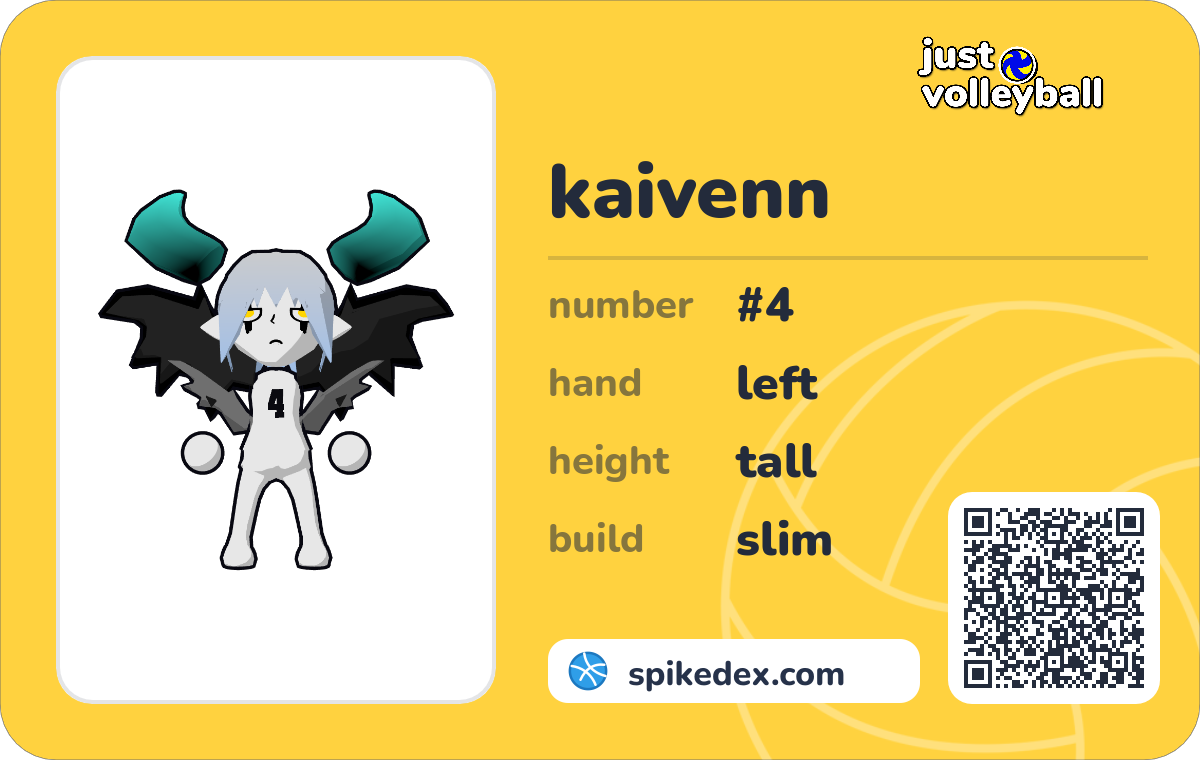 just
volleyball
kaivenn
number #4
hand left
height tall
build slim
4
spikedex.com